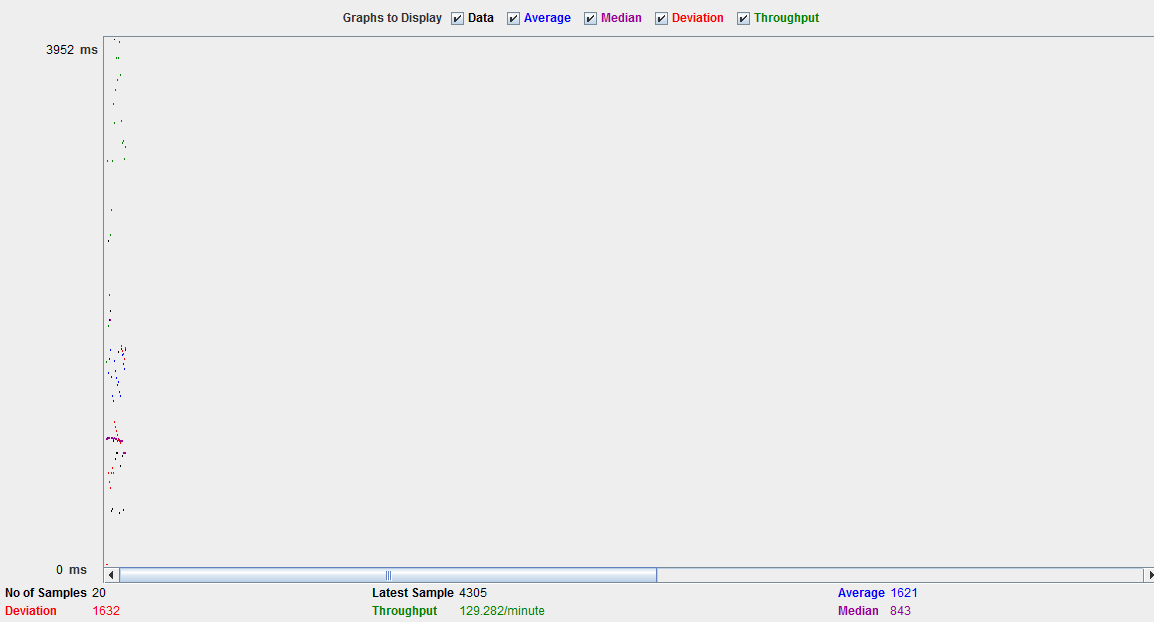 Graphs to Display Data Average Median Deviation Throughput
3952 ms
0 ms
No of Samples 20 Latest Sample 4305 Average 1621
Deviation 1632 Throughput 129.282/minute Median 843